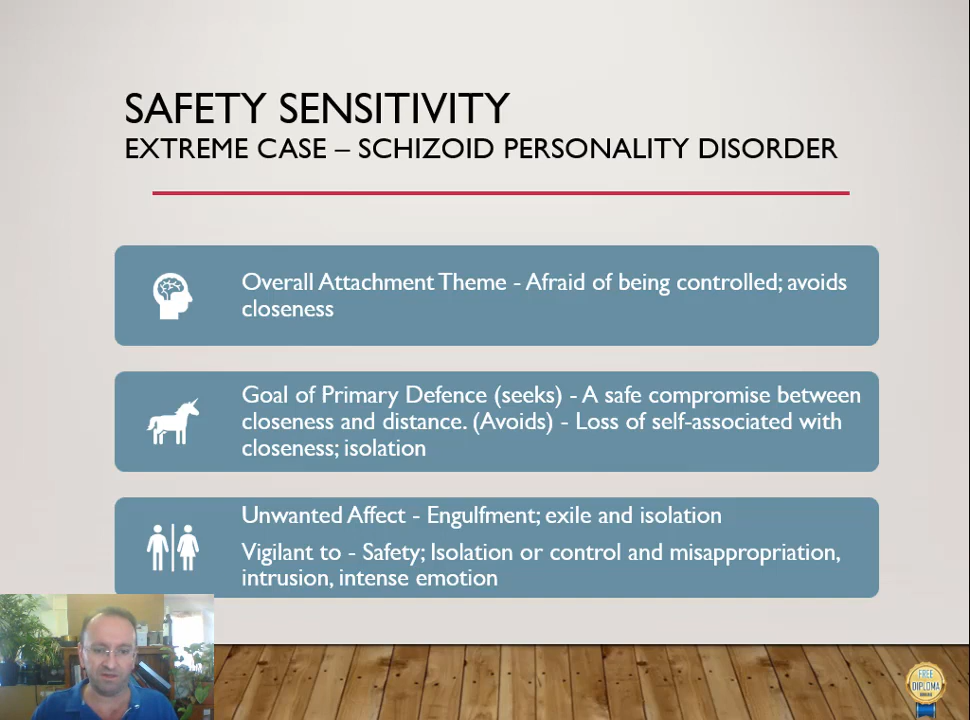 SAFETY SENSITIVITY
EXTREME CASE – SCHIZOID PERSONALITY DISORDER
Overall Attachment Theme - Afraid of being controlled; avoids
closeness
Goal of Primary Defence (seeks) - A safe compromise between
closeness and distance. (Avoids) - Loss of self-associated with
closeness; isolation
Unwanted Affect - Engulfment; exile and isolation
Vigilant to - Safety; Isolation or control and misappropriation,
intrusion, intense emotion
FREE
DIPLOMA